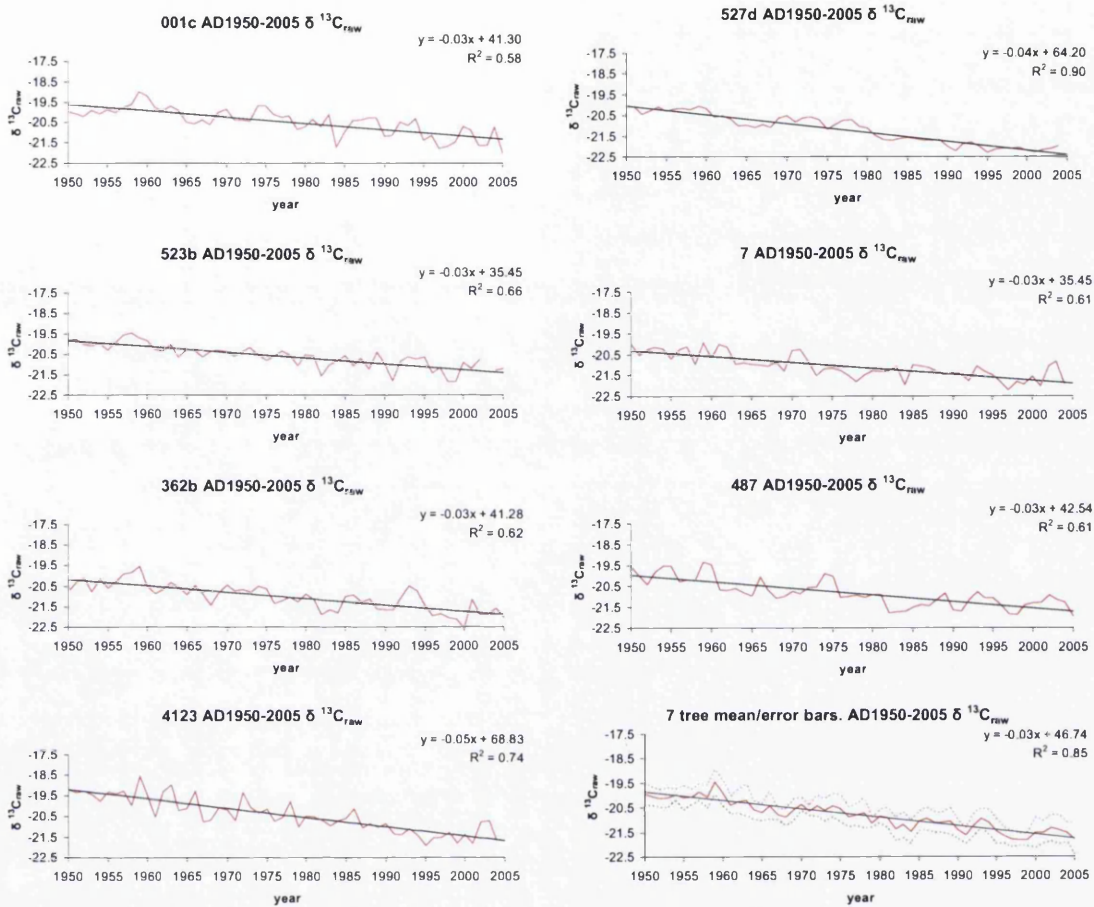 001c AD1950-2005 δ ¹³Craw
y = -0.03x + 41.30
R² = 0.58
-17.5
-18.5
-19.5
-20.5
-21.5
-22.5
δ ¹³Craw
1950 1955 1960 1965 1970 1975 1980 1985 1990 1995 2000 2005
year
527d AD1950-2005 δ ¹³Craw
y = -0.04x + 64.20
R² = 0.90
-17.5
-18.5
-19.5
-20.5
-21.5
-22.5
δ ¹³Craw
1950 1955 1960 1965 1970 1975 1980 1985 1990 1995 2000 2005
year
523b AD1950-2005 δ ¹³Craw
y = -0.03x + 35.45
R² = 0.66
-17.5
-18.5
-19.5
-20.5
-21.5
-22.5
δ ¹³Craw
1950 1955 1960 1965 1970 1975 1980 1985 1990 1995 2000 2005
year
7 AD1950-2005 δ ¹³Craw
y = -0.03x + 35.45
R² = 0.61
-17.5
-18.5
-19.5
-20.5
-21.5
-22.5
δ ¹³Craw
1950 1955 1960 1965 1970 1975 1980 1985 1990 1995 2000 2005
year
362b AD1950-2005 δ ¹³Craw
y = -0.03x + 41.28
R² = 0.62
-17.5
-18.5
-19.5
-20.5
-21.5
-22.5
δ ¹³Craw
1950 1955 1960 1965 1970 1975 1980 1985 1990 1995 2000 2005
year
487 AD1950-2005 δ ¹³Craw
y = -0.03x + 42.54
R² = 0.61
-17.5
-18.5
-19.5
-20.5
-21.5
-22.5
δ ¹³Craw
1950 1955 1960 1965 1970 1975 1980 1985 1990 1995 2000 2005
year
4123 AD1950-2005 δ ¹³Craw
y = -0.05x + 68.83
R² = 0.74
-17.5
-18.5
-19.5
-20.5
-21.5
-22.5
δ ¹³Craw
1950 1955 1960 1965 1970 1975 1980 1985 1990 1995 2000 2005
year
7 tree mean/error bars. AD1950-2005 δ ¹³Craw
y = -0.03x + 46.74
R² = 0.85
-17.5
-18.5
-19.5
-20.5
-21.5
-22.5
δ ¹³Craw
1950 1955 1960 1965 1970 1975 1980 1985 1990 1995 2000 2005
year